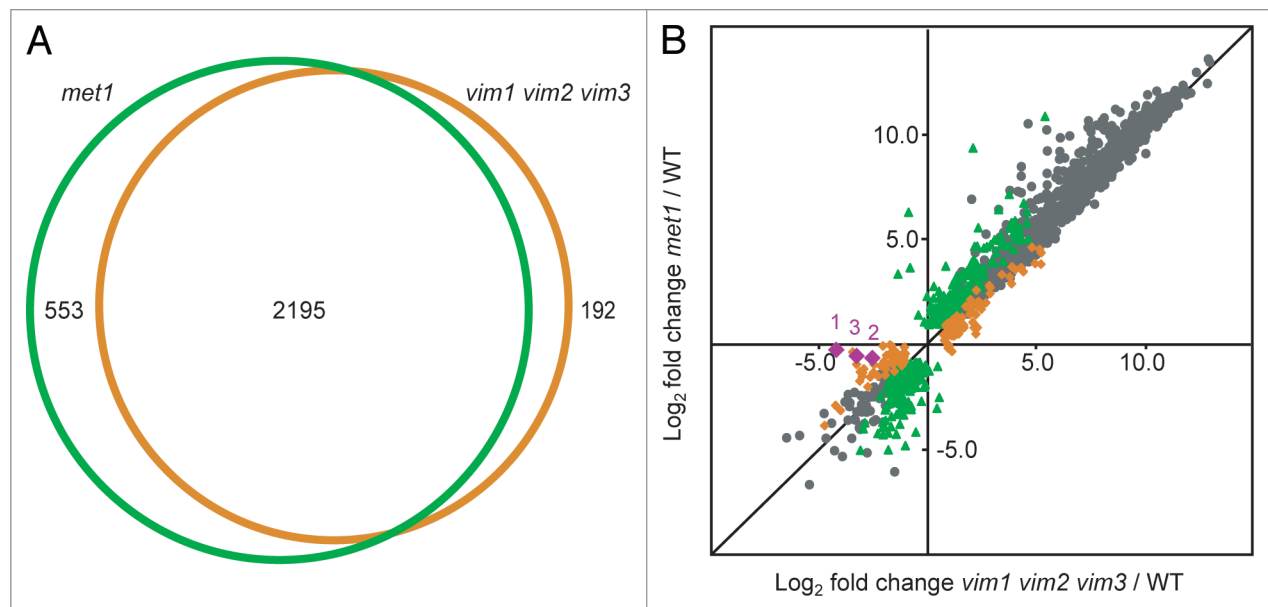 A
met1
vim1 vim2 vim3
553
2195
192
B
Log₂ fold change met1 / WT
10.0
5.0
1
3
2
-5.0
5.0
10.0
-5.0
Log₂ fold change vim1 vim2 vim3 / WT